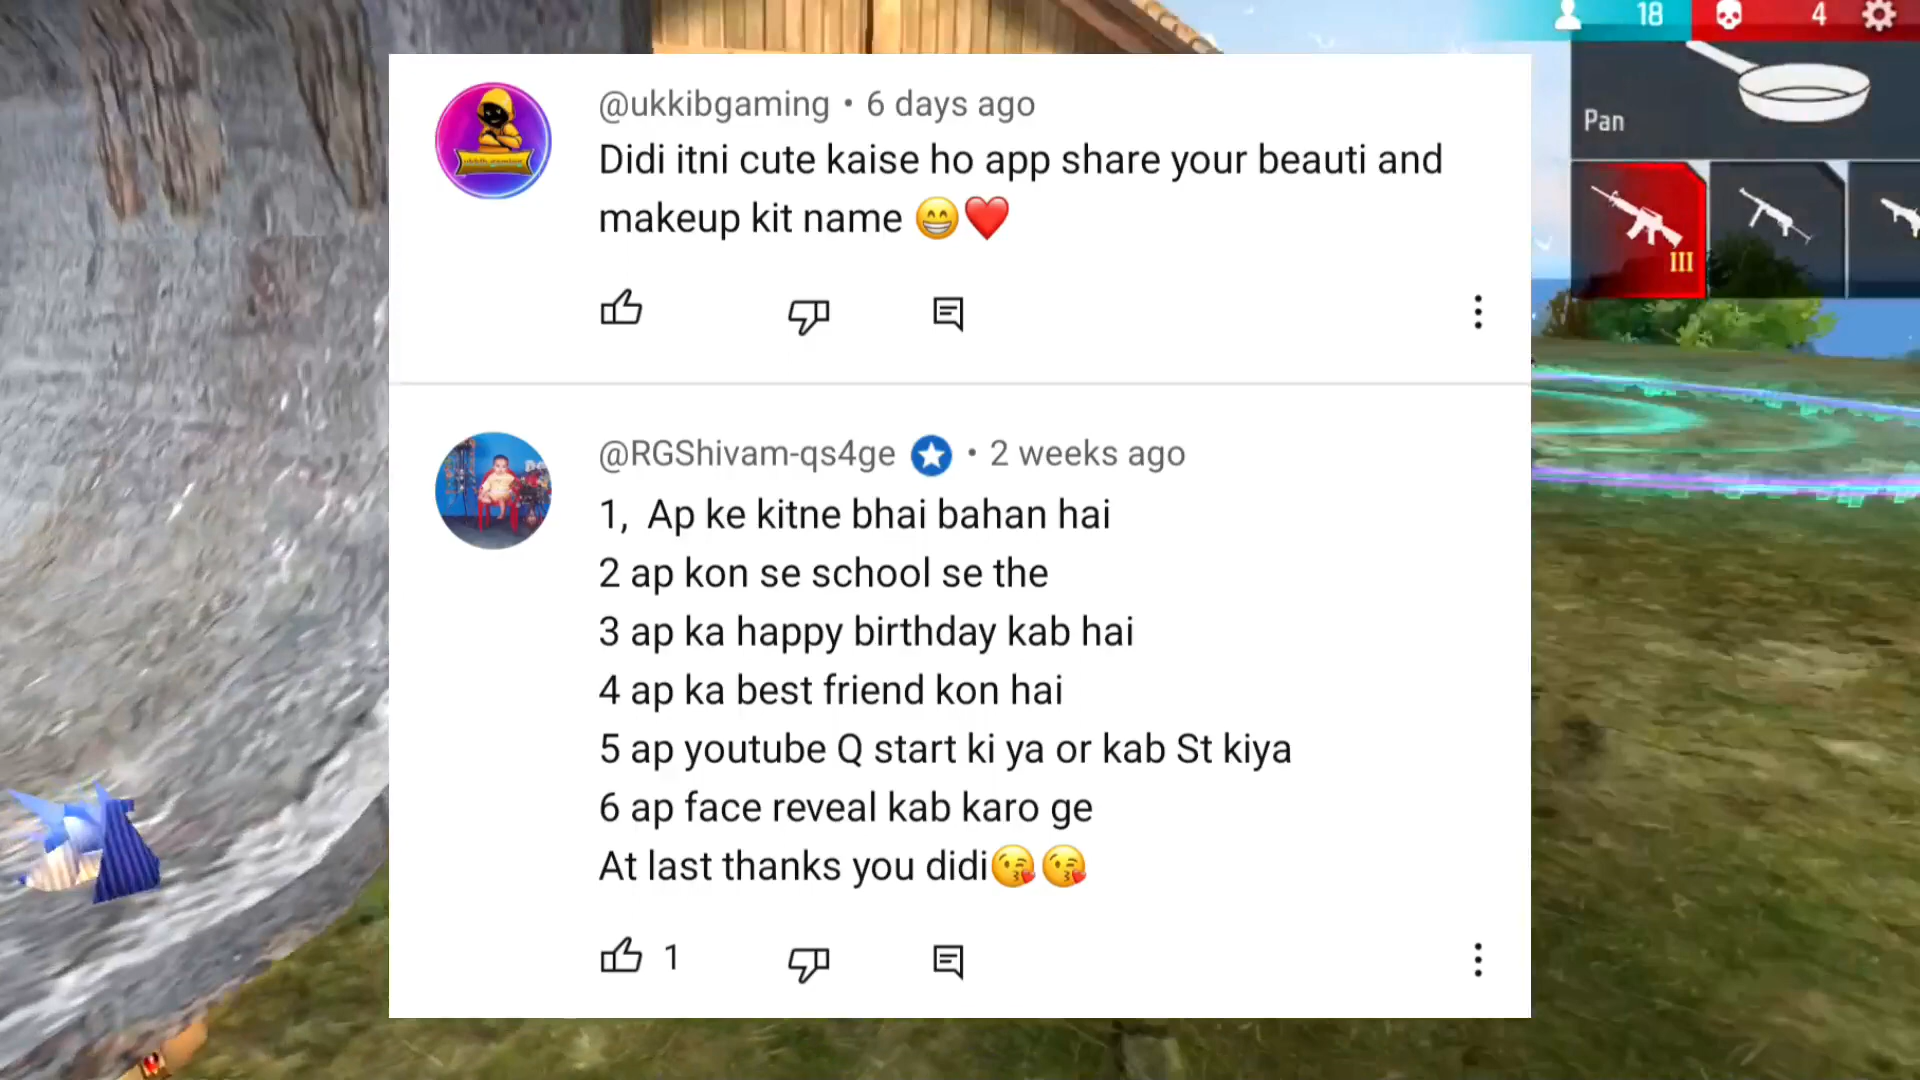 18
4
Pan
III
@ukkibgaming • 6 days ago
Didi itni cute kaise ho app share your beauti and
makeup kit name 😁❤️
@RGShivam-qs4ge • 2 weeks ago
1,  Ap ke kitne bhai bahan hai
2 ap kon se school se the
3 ap ka happy birthday kab hai
4 ap ka best friend kon hai
5 ap youtube Q start ki ya or kab St kiya
6 ap face reveal kab karo ge
At last thanks you didi😘😘
1